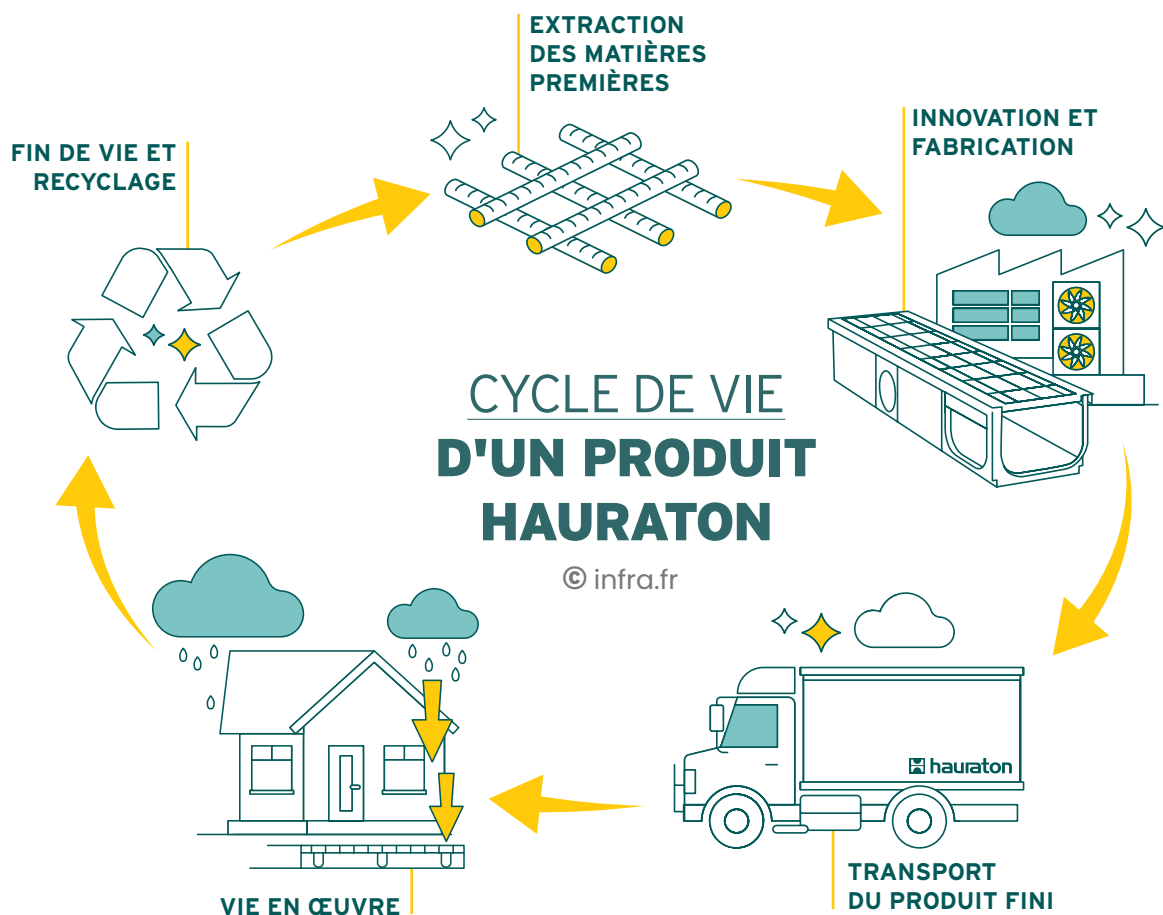 EXTRACTION
DES MATIÈRES
PREMIÈRES
INNOVATION ET
FABRICATION
FIN DE VIE ET
RECYCLAGE
CYCLE DE VIE
D'UN PRODUIT
HAURATON
© infra.fr
hauraton
TRANSPORT
DU PRODUIT FINI
VIE EN ŒUVRE